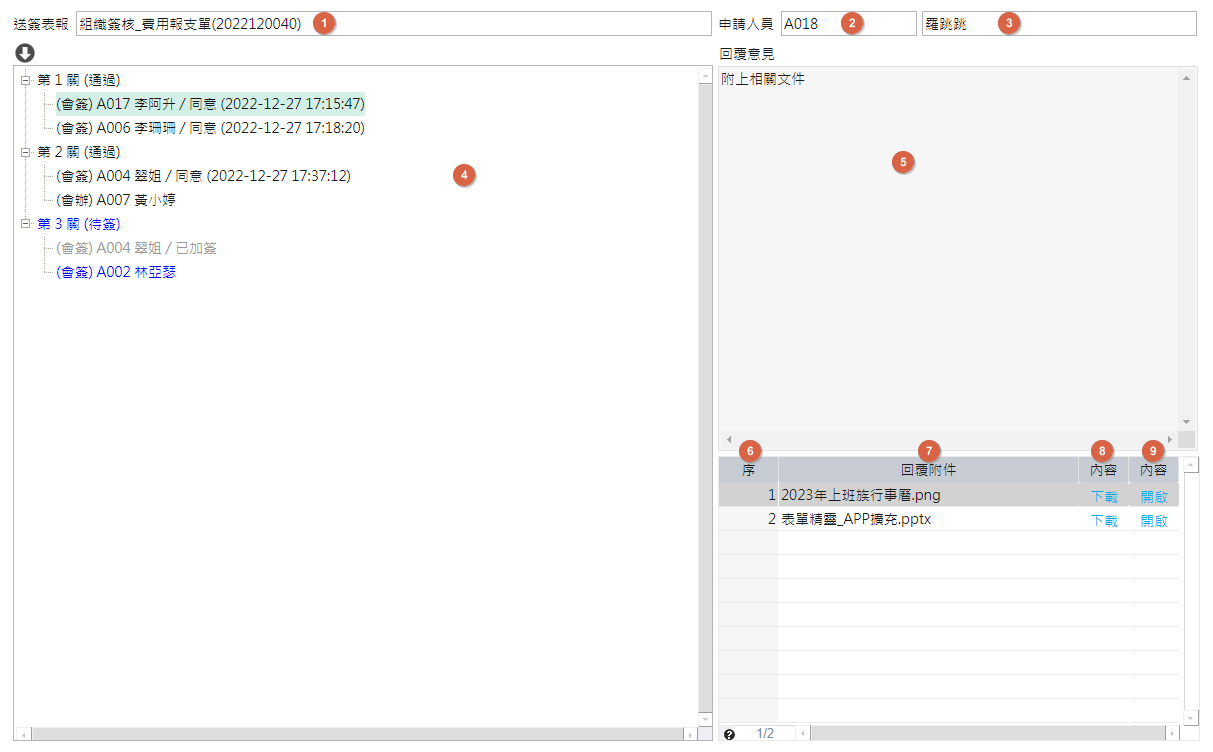 送簽表報 組織簽核_費用報支單(2022120040) 1 申請人員 A018 2 羅跳跳 3
回覆意見
第 1 關 (通過)
(會簽) A017 李阿升 / 同意 (2022-12-27 17:15:47)
(會簽) A006 李珊珊 / 同意 (2022-12-27 17:18:20)
第 2 關 (通過)
(會簽) A004 翠姐 / 同意 (2022-12-27 17:37:12) 4
(會辦) A007 黃小婷
第 3 關 (待簽)
(會簽) A004 翠姐 / 已加簽
(會簽) A002 林亞瑟
附上相關文件
5
6 7 8 9
序 回覆附件 內容 內容
1 2023年上班族行事曆.png 下載 開啟
2 表單精靈_APP擴充.pptx 下載 開啟
? 1/2